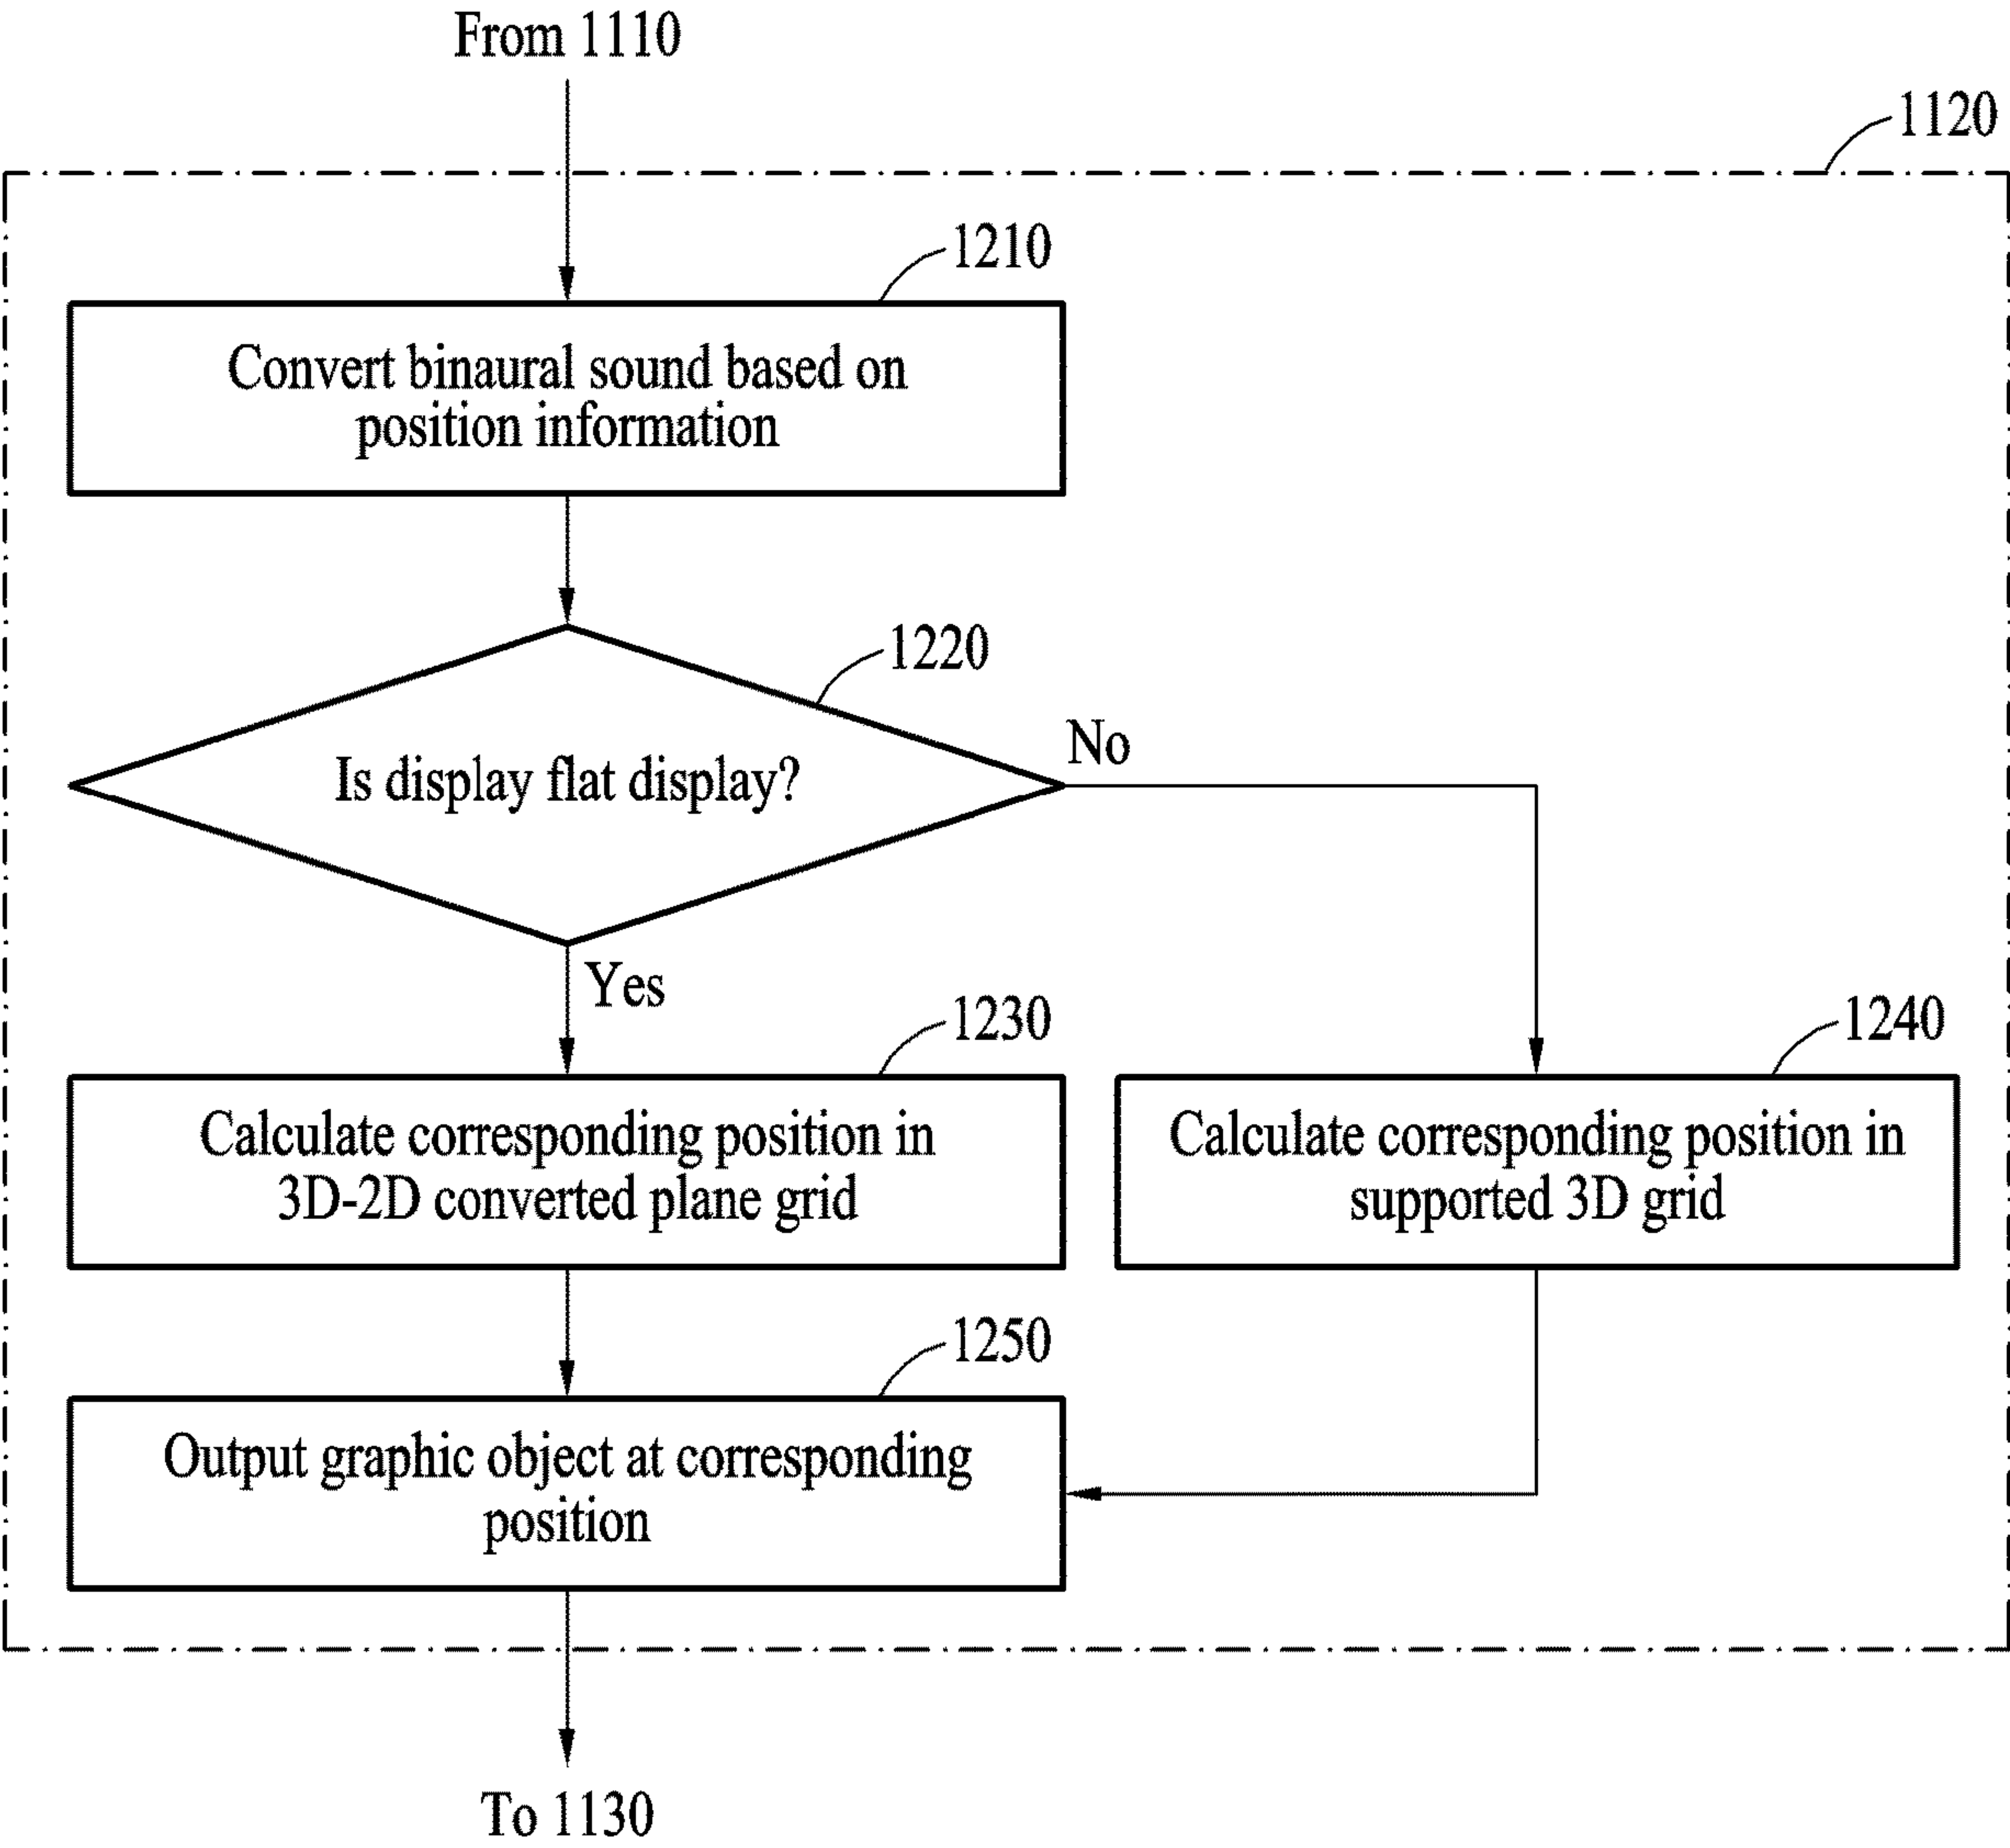 From 1110
1120
1210
Convert binaural sound based on
position information
1220
Is display flat display?
No
Yes
1230
Calculate corresponding position in
3D-2D converted plane grid
1240
Calculate corresponding position in
supported 3D grid
1250
Output graphic object at corresponding
position
To 1130